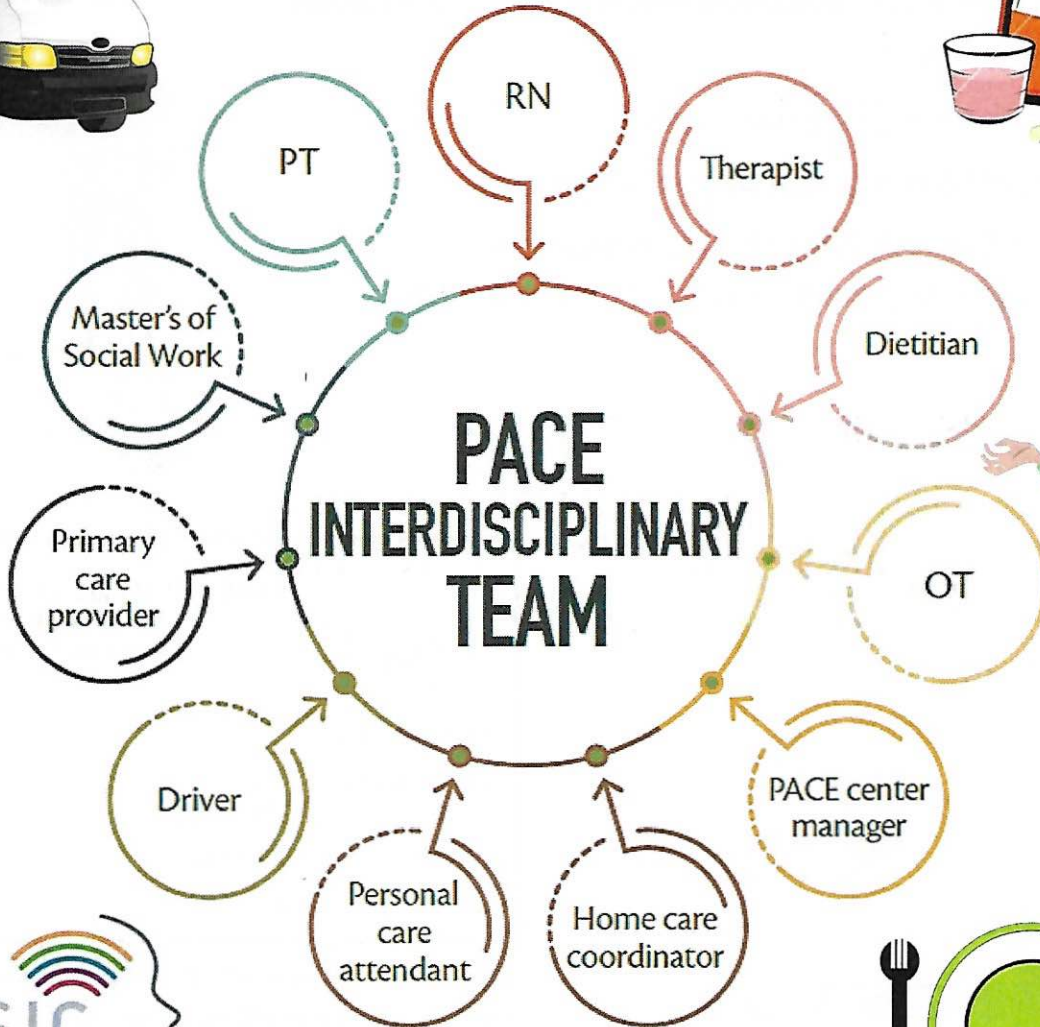 RN
PT
Therapist
Master's of
Social Work
Dietitian
PACE
INTERDISCIPLINARY
TEAM
Primary
care
provider
OT
Driver
PACE center
manager
Personal
care
attendant
Home care
coordinator